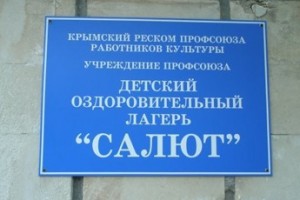 КРЫМСКИЙ РЕСКОМ ПРОФСОЮЗА
РАБОТНИКОВ КУЛЬТУРЫ
УЧРЕЖДЕНИЕ ПРОФСОЮЗА
ДЕТСКИЙ
ОЗДОРОВИТЕЛЬНЫЙ
ЛАГЕРЬ
“САЛЮТ”